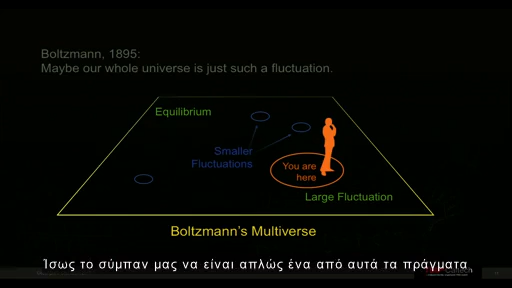 Boltzmann, 1895:
Maybe our whole universe is just such a fluctuation.
Equilibrium
Smaller
Fluctuations
You are
here
Large Fluctuation
Boltzmann's Multiverse
Ίσως το σύμπαν μας να είναι απλώς ένα από αυτά τα πράγματα